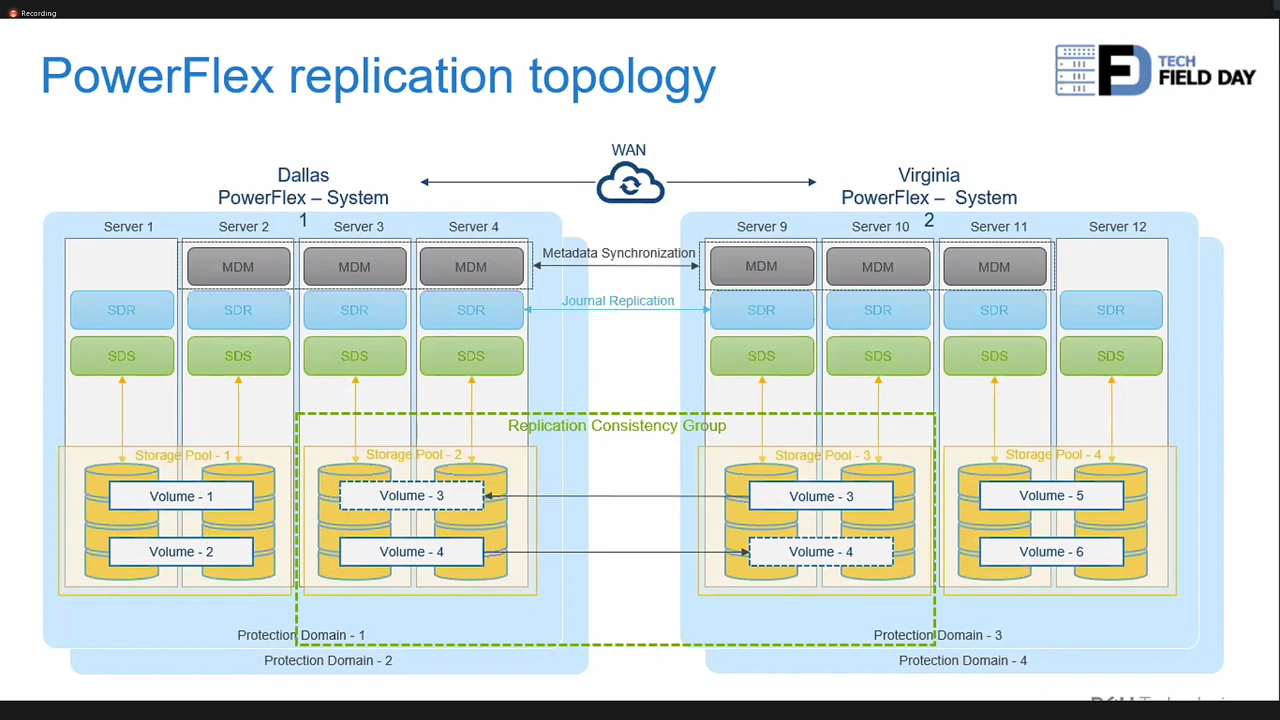 Recording
PowerFlex replication topology
TECH
FIELD DAY
WAN
Dallas
PowerFlex – System
1
Virginia
PowerFlex – System
2
Server 1
Server 2
Server 3
Server 4
Server 9
Server 10
Server 11
Server 12
MDM
MDM
MDM
Metadata Synchronization
MDM
MDM
MDM
SDR
SDR
SDR
SDR
Journal Replication
SDR
SDR
SDR
SDR
SDS
SDS
SDS
SDS
SDS
SDS
SDS
SDS
Replication Consistency Group
Storage Pool - 1
Storage Pool - 2
Storage Pool - 3
Storage Pool - 4
Volume - 1
Volume - 3
Volume - 3
Volume - 5
Volume - 2
Volume - 4
Volume - 4
Volume - 6
Protection Domain - 1
Protection Domain - 3
Protection Domain - 2
Protection Domain - 4